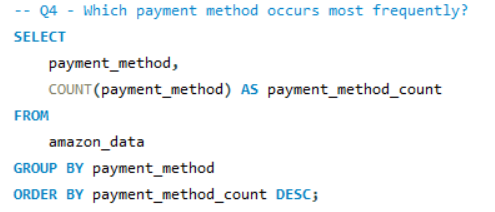 -- Q4 - Which payment method occurs most frequently?
SELECT
    payment_method,
    COUNT(payment_method) AS payment_method_count
FROM
    amazon_data
GROUP BY payment_method
ORDER BY payment_method_count DESC;